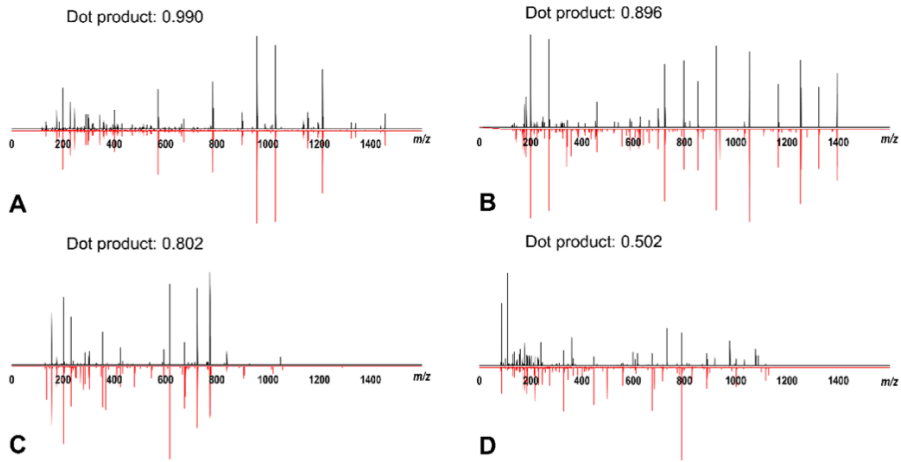 Dot product: 0.990
0 200 400 600 800 1000 1200 1400 m/z
A
Dot product: 0.896
0 200 400 600 800 1000 1200 1400 m/z
B
Dot product: 0.802
0 200 400 600 800 1000 1200 1400 m/z
C
Dot product: 0.502
0 200 400 600 800 1000 1200 1400 m/z
D